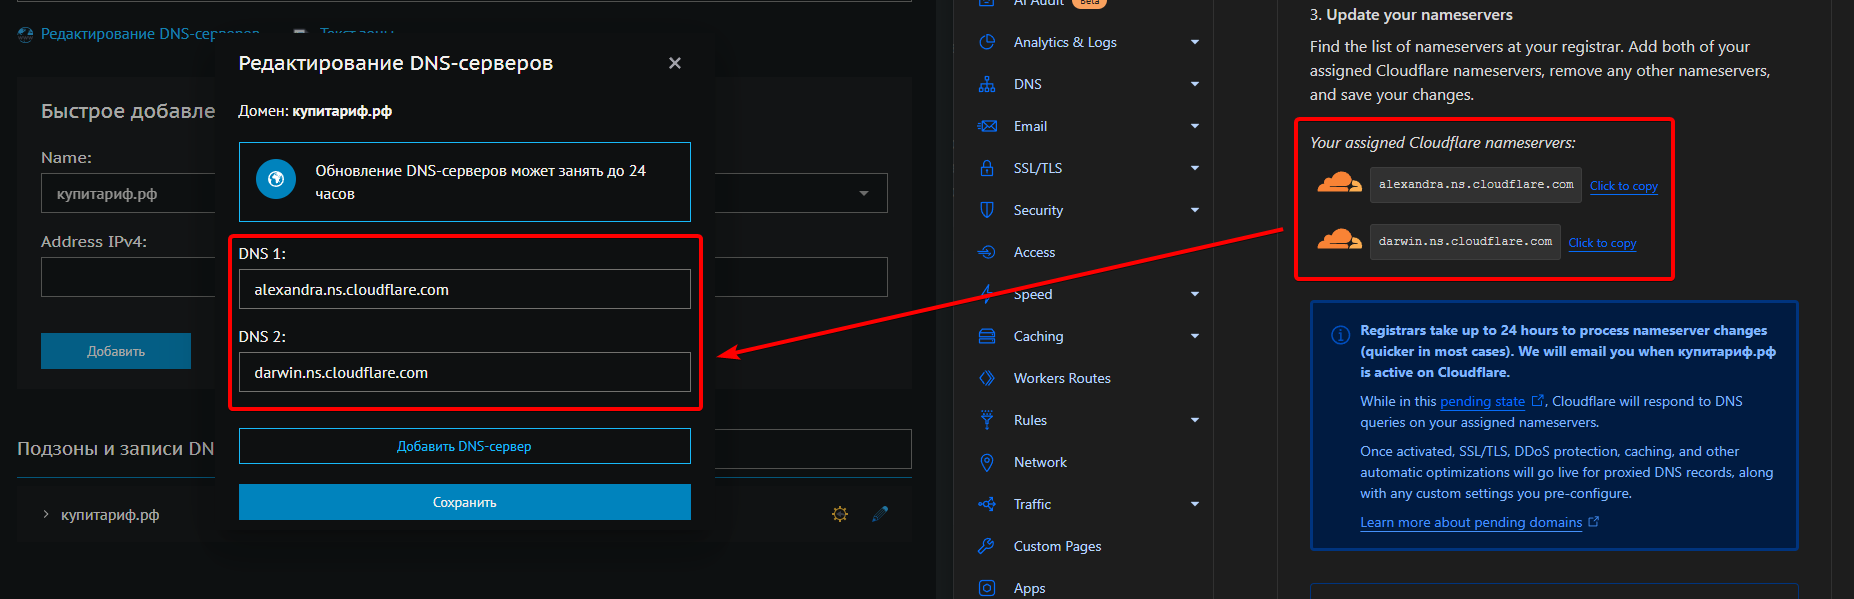 Редактирование DNS-серверов
Текст зоны
Быстрое добавле
Name:
купитариф.рф
Address IPv4:
Добавить
Подзоны и записи DN
купитариф.рф
Редактирование DNS-серверов
Домен: купитариф.рф
Обновление DNS-серверов может занять до 24
часов
DNS 1:
alexandra.ns.cloudflare.com
DNS 2:
darwin.ns.cloudflare.com
Добавить DNS-сервер
Сохранить
AI Audit Beta
Analytics & Logs
DNS
Email
SSL/TLS
Security
Access
Speed
Caching
Workers Routes
Rules
Network
Traffic
Custom Pages
Apps
3. Update your nameservers
Find the list of nameservers at your registrar. Add both of your
assigned Cloudflare nameservers, remove any other nameservers,
and save your changes.
Your assigned Cloudflare nameservers:
alexandra.ns.cloudflare.com Click to copy
darwin.ns.cloudflare.com Click to copy
Registrars take up to 24 hours to process nameserver changes
(quicker in most cases). We will email you when купитариф.рф
is active on Cloudflare.
While in this pending state, Cloudflare will respond to DNS
queries on your assigned nameservers.
Once activated, SSL/TLS, DDoS protection, caching, and other
automatic optimizations will go live for proxied DNS records, along
with any custom settings you pre-configure.
Learn more about pending domains